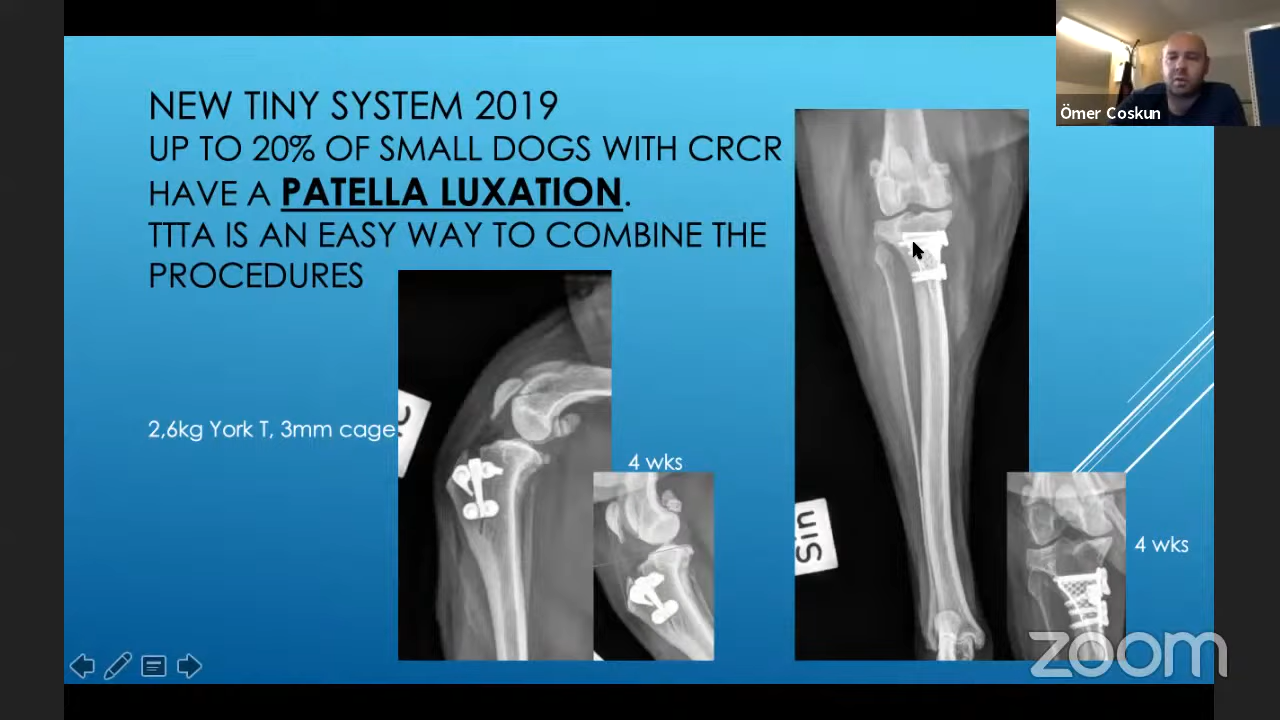 NEW TINY SYSTEM 2019
UP TO 20% OF SMALL DOGS WITH CRCR
HAVE A PATELLA LUXATION.
TTTA IS AN EASY WAY TO COMBINE THE
PROCEDURES
2,6kg York T, 3mm cage
4 wks
Sin
4 wks
Ömer Coskun
zoom